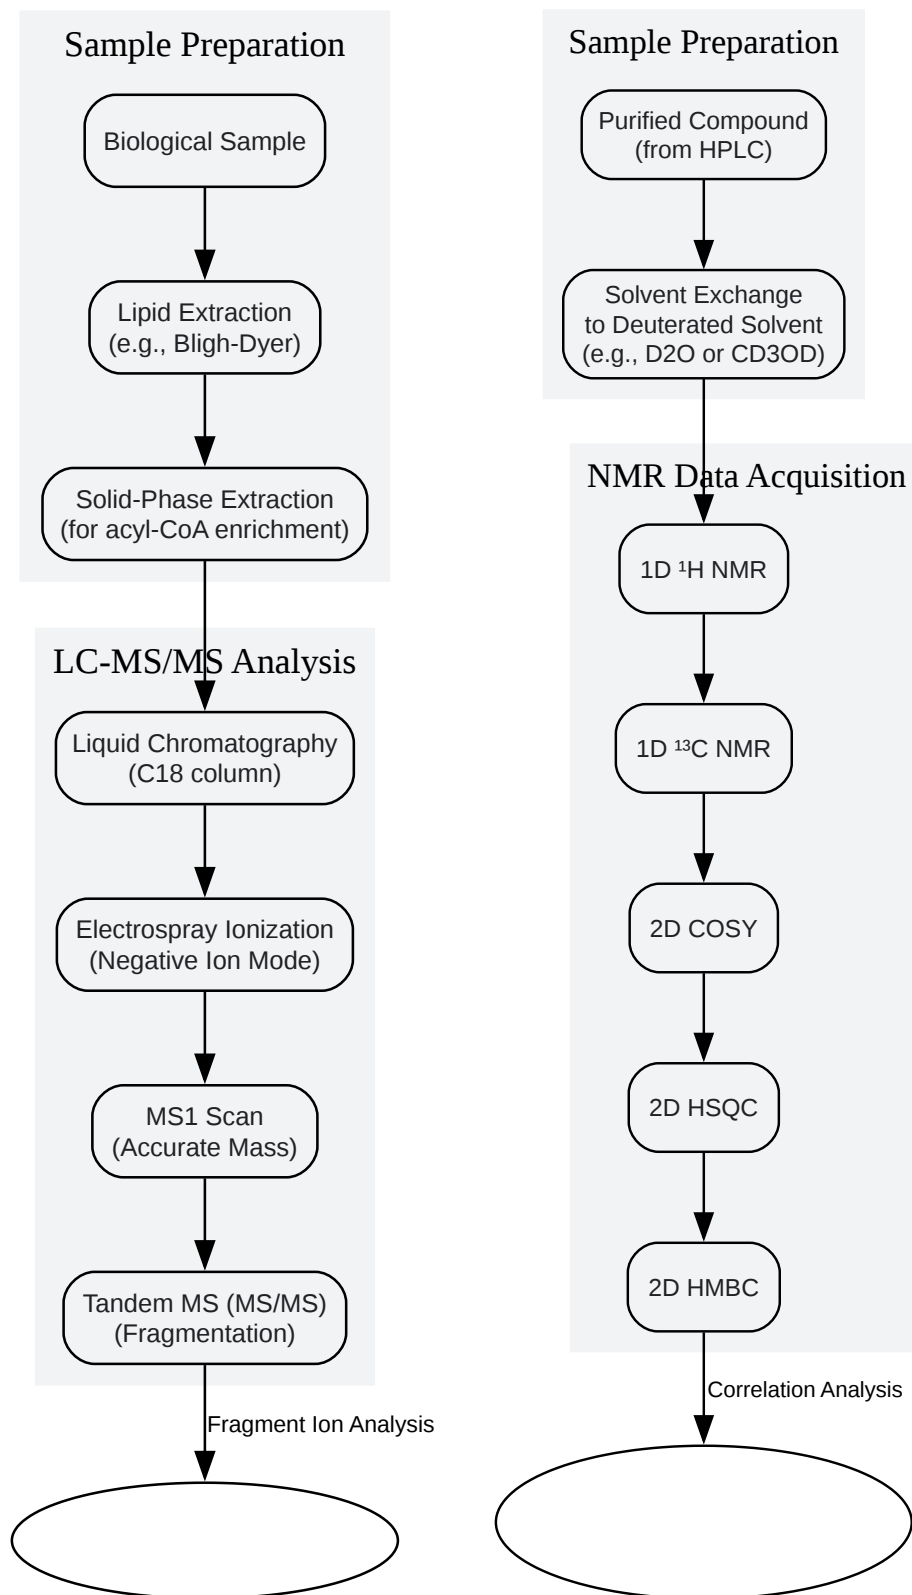 Sample Preparation
Biological Sample
Lipid Extraction
(e.g., Bligh-Dyer)
Solid-Phase Extraction
(for acyl-CoA enrichment)
LC-MS/MS Analysis
Liquid Chromatography
(C18 column)
Electrospray Ionization
(Negative Ion Mode)
MS1 Scan
(Accurate Mass)
Tandem MS (MS/MS)
(Fragmentation)
Fragment Ion Analysis
Sample Preparation
Purified Compound
(from HPLC)
Solvent Exchange
to Deuterated Solvent
(e.g., D2O or CD3OD)
NMR Data Acquisition
1D ¹H NMR
1D ¹³C NMR
2D COSY
2D HSQC
2D HMBC
Correlation Analysis